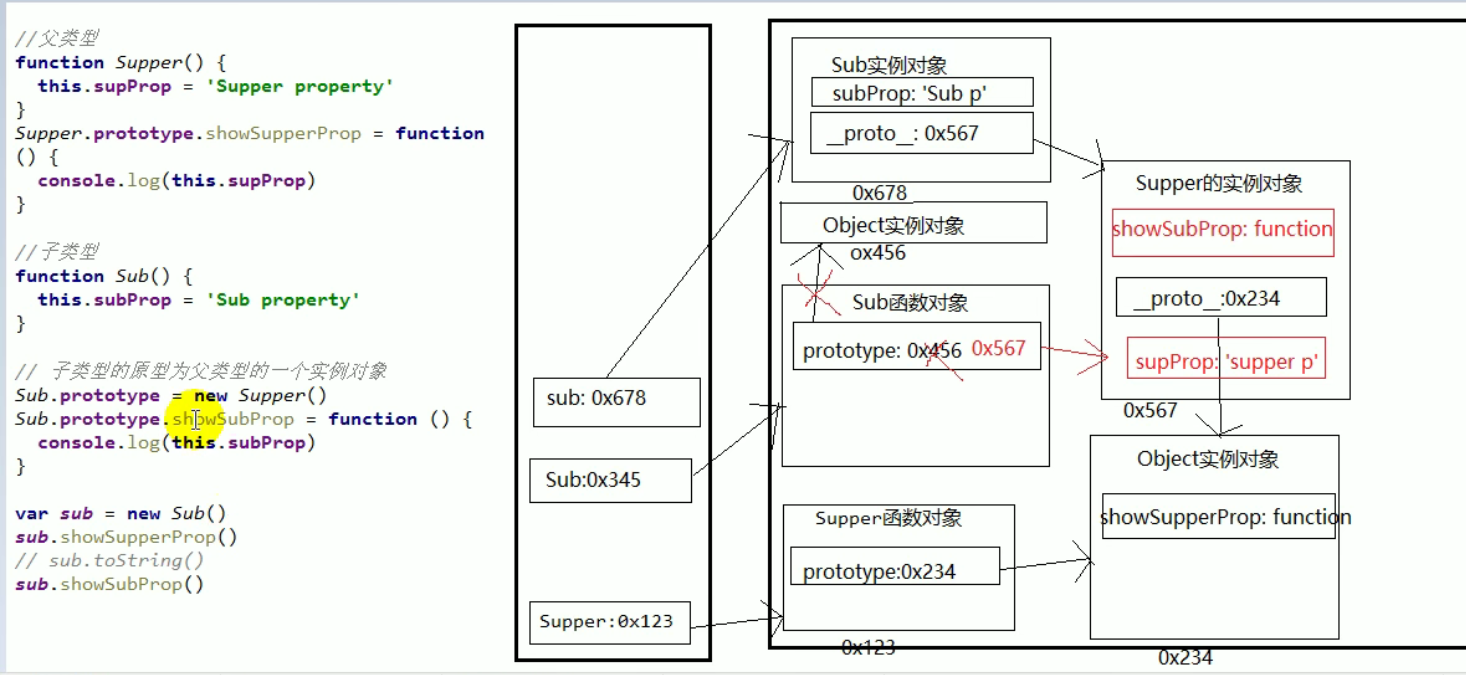 //父类型
function Supper() {
this.supProp = 'Supper property'
}
Supper.prototype.showSupperProp = function
() {
console.log(this.supProp)
}
//子类型
function Sub() {
this.subProp = 'Sub property'
}
// 子类型的原型为父类型的一个实例对象
Sub.prototype = new Supper()
Sub.prototype.showSubProp = function () {
console.log(this.subProp)
}
var sub = new Sub()
sub.showSupperProp()
// sub.toString()
sub.showSubProp()
sub: 0x678
Sub:0x345
Supper:0x123
Sub实例对象
subProp: 'Sub p'
__proto__: 0x567
0x678
Object实例对象
ox456
Sub函数对象
prototype: 0x456 0x567
Supper函数对象
prototype:0x234
0x123
Supper的实例对象
showSubProp: function
__proto__:0x234
supProp: 'supper p'
0x567
Object实例对象
showSupperProp: function
0x234